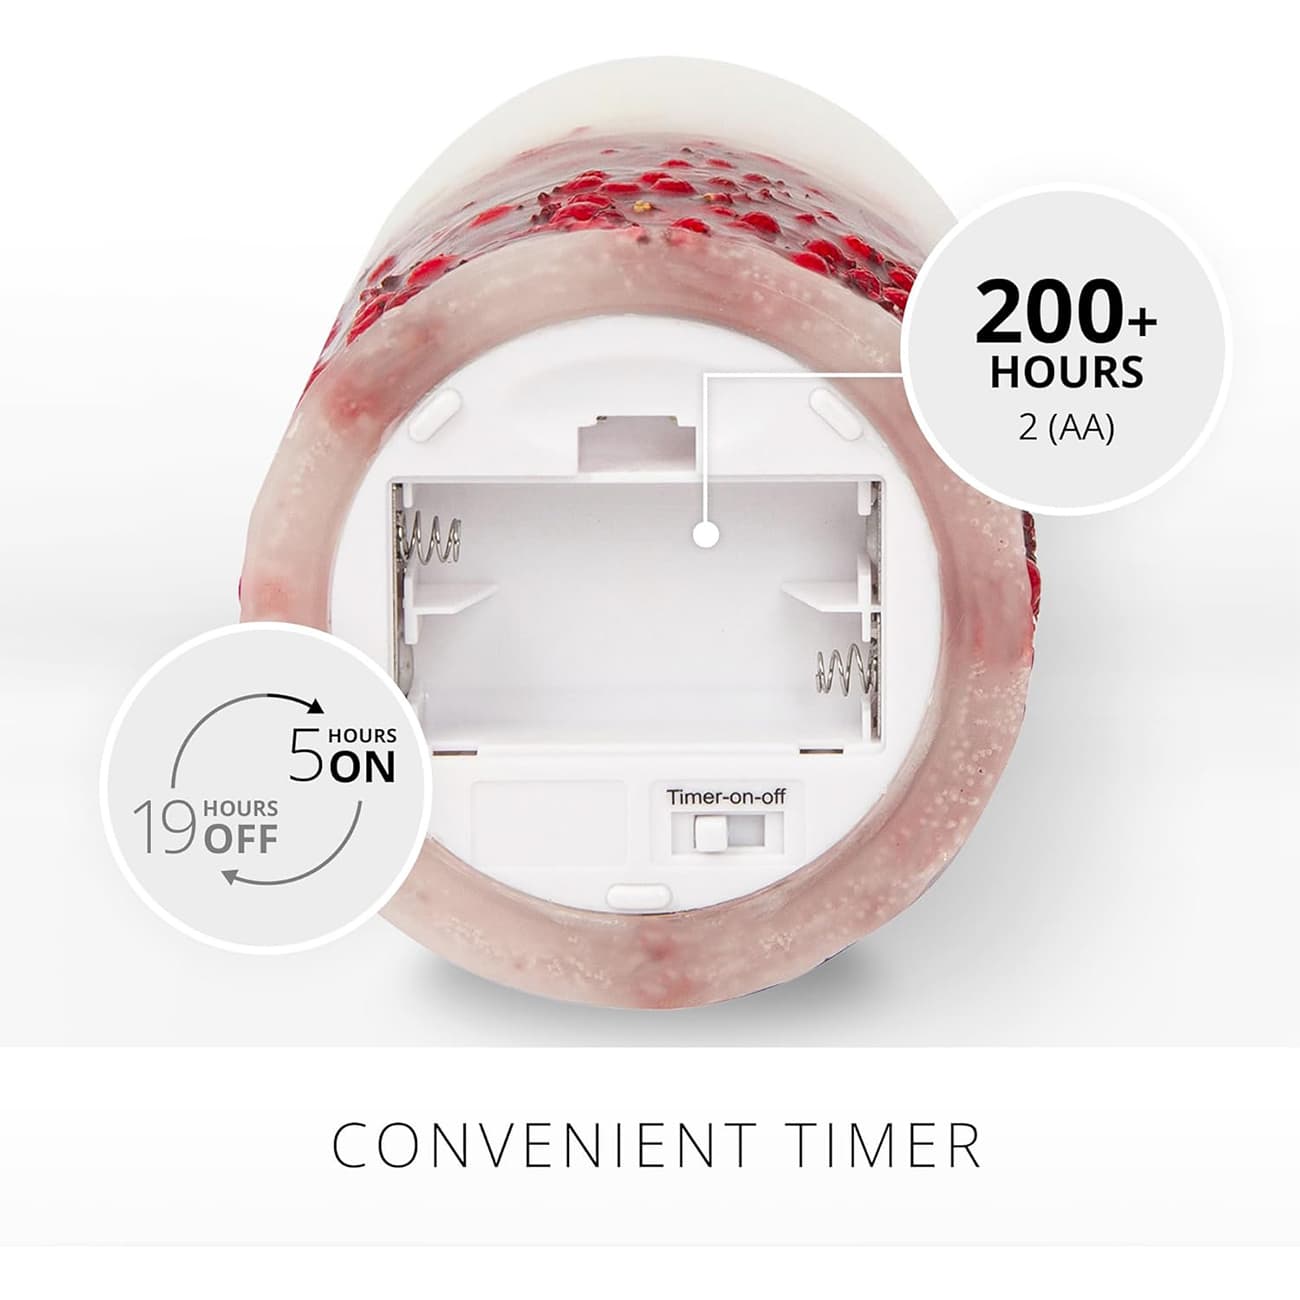 200+
HOURS
2 (AA)
5 HOURS
ON
19 HOURS
OFF
Timer-on-off
CONVENIENT TIMER